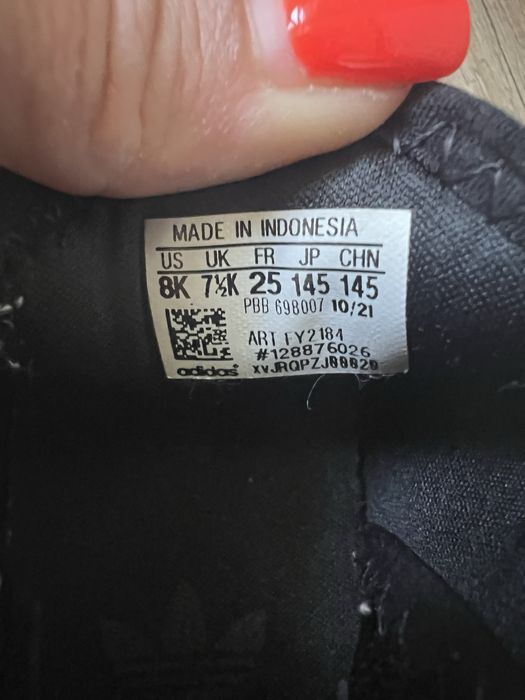 MADE IN INDONESIA
US UK FR JP CHN
8K 7½K 25 145 145
PBB 698007 10/21
ART FY2184
#128876026
adidas XVJRQPZJ00020